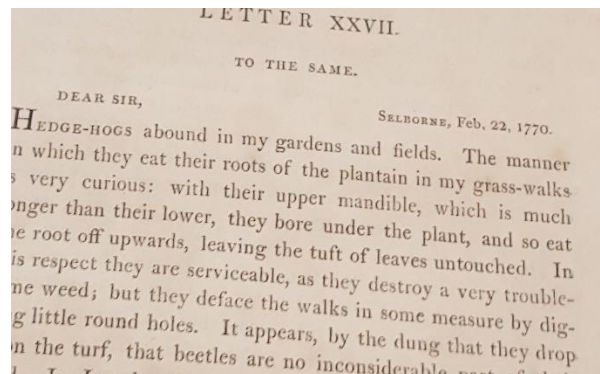 LETTER XXVII.
TO THE SAME.
DEAR SIR,
SELBORNE, Feb. 22, 1770.
HEDGE-HOGS abound in my gardens and fields. The manner
n which they eat their roots of the plantain in my grass-walks
s very curious: with their upper mandible, which is much
onger than their lower, they bore under the plant, and so eat
he root off upwards, leaving the tuft of leaves untouched. In
is respect they are serviceable, as they destroy a very trouble-
me weed; but they deface the walks in some measure by dig-
g little round holes. It appears, by the dung that they drop
on the turf, that beetles are no inconsiderable part of